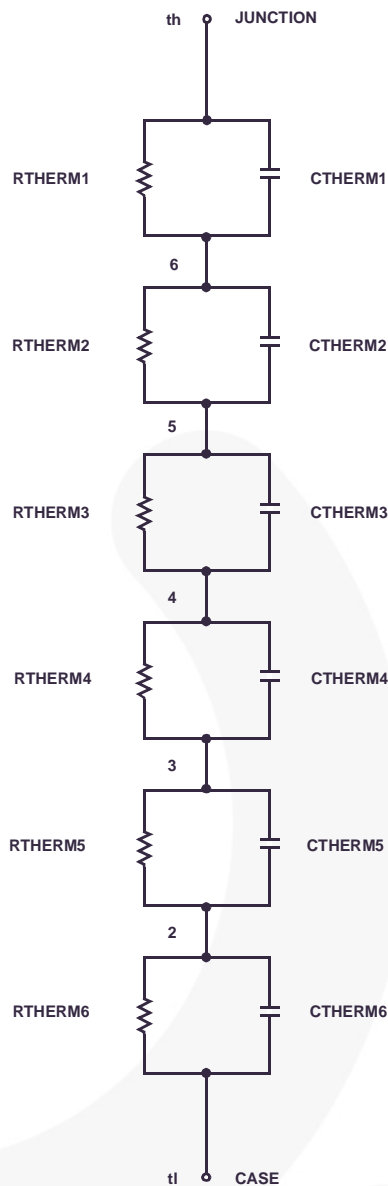 th JUNCTION
RTHERM1 CTHERM1
6
RTHERM2 CTHERM2
5
RTHERM3 CTHERM3
4
RTHERM4 CTHERM4
3
RTHERM5 CTHERM5
2
RTHERM6 CTHERM6
tl CASE